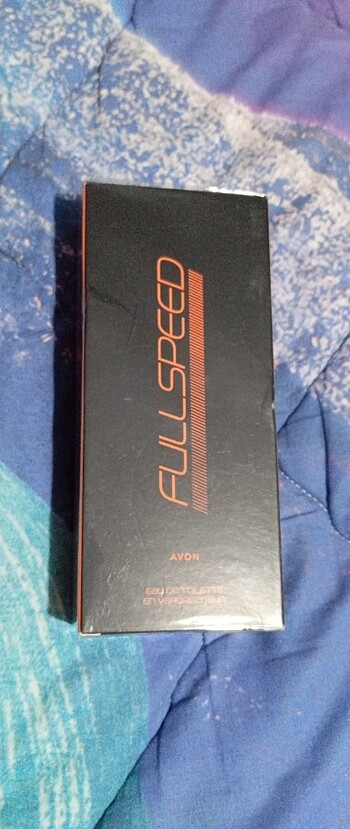 FULLSPEED
AVON
EAU DE TOILETTE
EN VAPORISATEUR